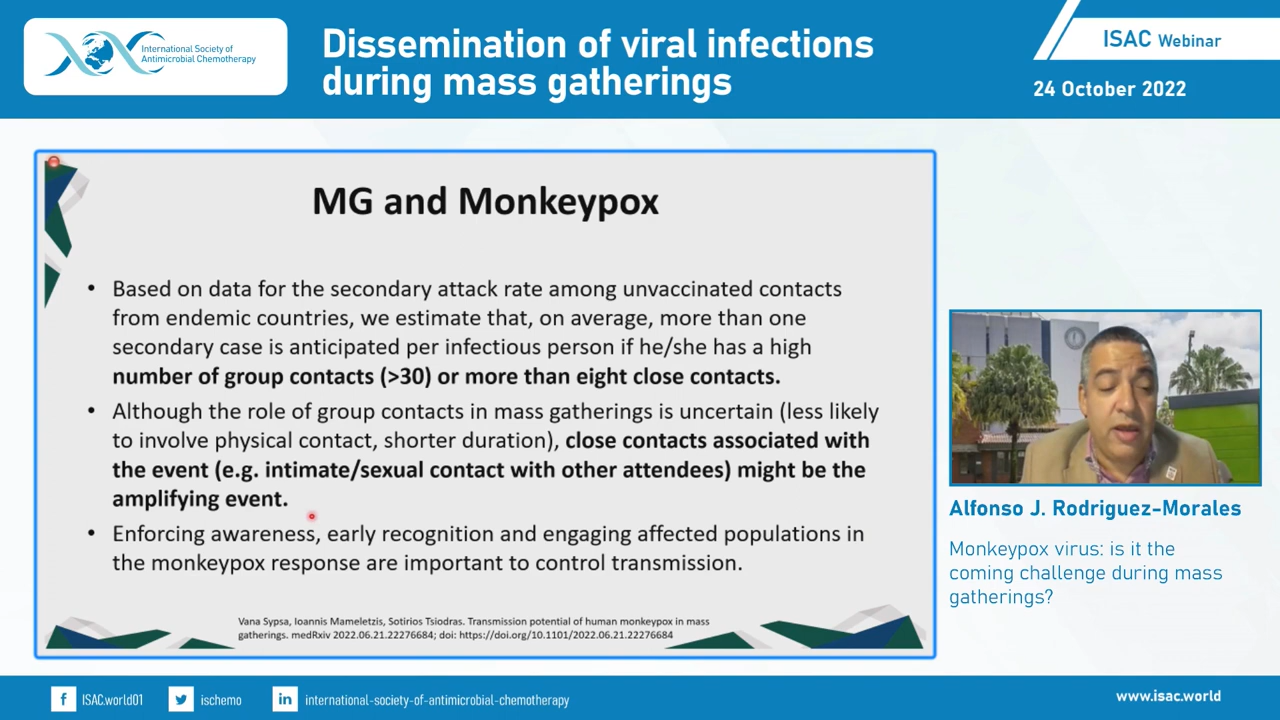 International Society of
Antimicrobial Chemotherapy
Dissemination of viral infections
during mass gatherings
ISAC Webinar
24 October 2022
MG and Monkeypox
• Based on data for the secondary attack rate among unvaccinated contacts
from endemic countries, we estimate that, on average, more than one
secondary case is anticipated per infectious person if he/she has a high
number of group contacts (>30) or more than eight close contacts.
• Although the role of group contacts in mass gatherings is uncertain (less likely
to involve physical contact, shorter duration), close contacts associated with
the event (e.g. intimate/sexual contact with other attendees) might be the
amplifying event.
• Enforcing awareness, early recognition and engaging affected populations in
the monkeypox response are important to control transmission.
Vana Sypsa, Ioannis Mameletzis, Sotirios Tsiodras. Transmission potential of human monkeypox in mass
gatherings. medRxiv 2022.06.21.22276684; doi: https://doi.org/10.1101/2022.06.21.22276684
Alfonso J. Rodriguez-Morales
Monkeypox virus: is it the
coming challenge during mass
gatherings?
f ISAC.world01
ischemo
in international-society-of-antimicrobial-chemotherapy
www.isac.world